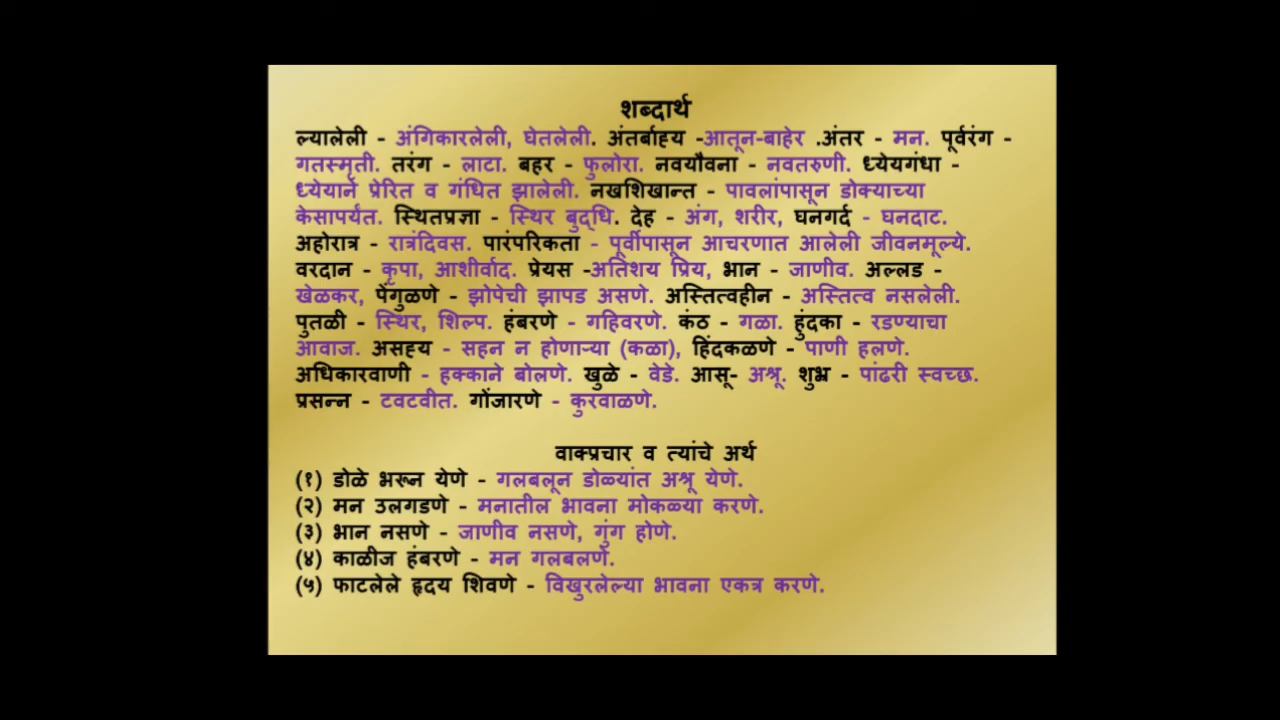 शब्दार्थ
ल्यालेली - अंगिकारलेली, घेतलेली. अंतर्बाह्य -आतून-बाहेर .अंतर - मन. पूर्वरंग -
गतस्मृती. तरंग - लाटा. बहर - फुलोरा. नवयौवना - नवतरुणी. ध्येयगंधा -
ध्येयाने प्रेरित व गंधित झालेली. नखशिखान्त - पावलांपासून डोक्याच्या
केसापर्यंत. स्थितप्रज्ञा - स्थिर बुद्धि. देह - अंग, शरीर, घनगर्द - घनदाट.
अहोरात्र - रात्रंदिवस. पारंपरिकता - पूर्वीपासून आचरणात आलेली जीवनमूल्ये.
वरदान - कृपा, आशीर्वाद. प्रेयस -अतिशय प्रिय, भान - जाणीव. अल्लड -
खेळकर, पेंगुळणे - झोपेची झापड असणे. अस्तित्वहीन - अस्तित्व नसलेली.
पुतळी - स्थिर, शिल्प. हंबरणे - गहिवरणे. कंठ - गळा. हुंदका - रडण्याचा
आवाज. असह्य - सहन न होणाऱ्या (कळा), हिंदकळणे - पाणी हलणे.
अधिकारवाणी - हक्काने बोलणे. खुळे - वेडे. आसू- अश्रू. शुभ्र - पांढरी स्वच्छ.
प्रसन्न - टवटवीत. गोंजारणे - कुरवाळणे.
वाक्प्रचार व त्यांचे अर्थ
(१) डोळे भरून येणे - गलबलून डोळ्यांत अश्रू येणे.
(२) मन उलगडणे - मनातील भावना मोकळ्या करणे.
(३) भान नसणे - जाणीव नसणे, गुंग होणे.
(४) काळीज हंबरणे - मन गलबलणे.
(५) फाटलेले हृदय शिवणे - विखुरलेल्या भावना एकत्र करणे.